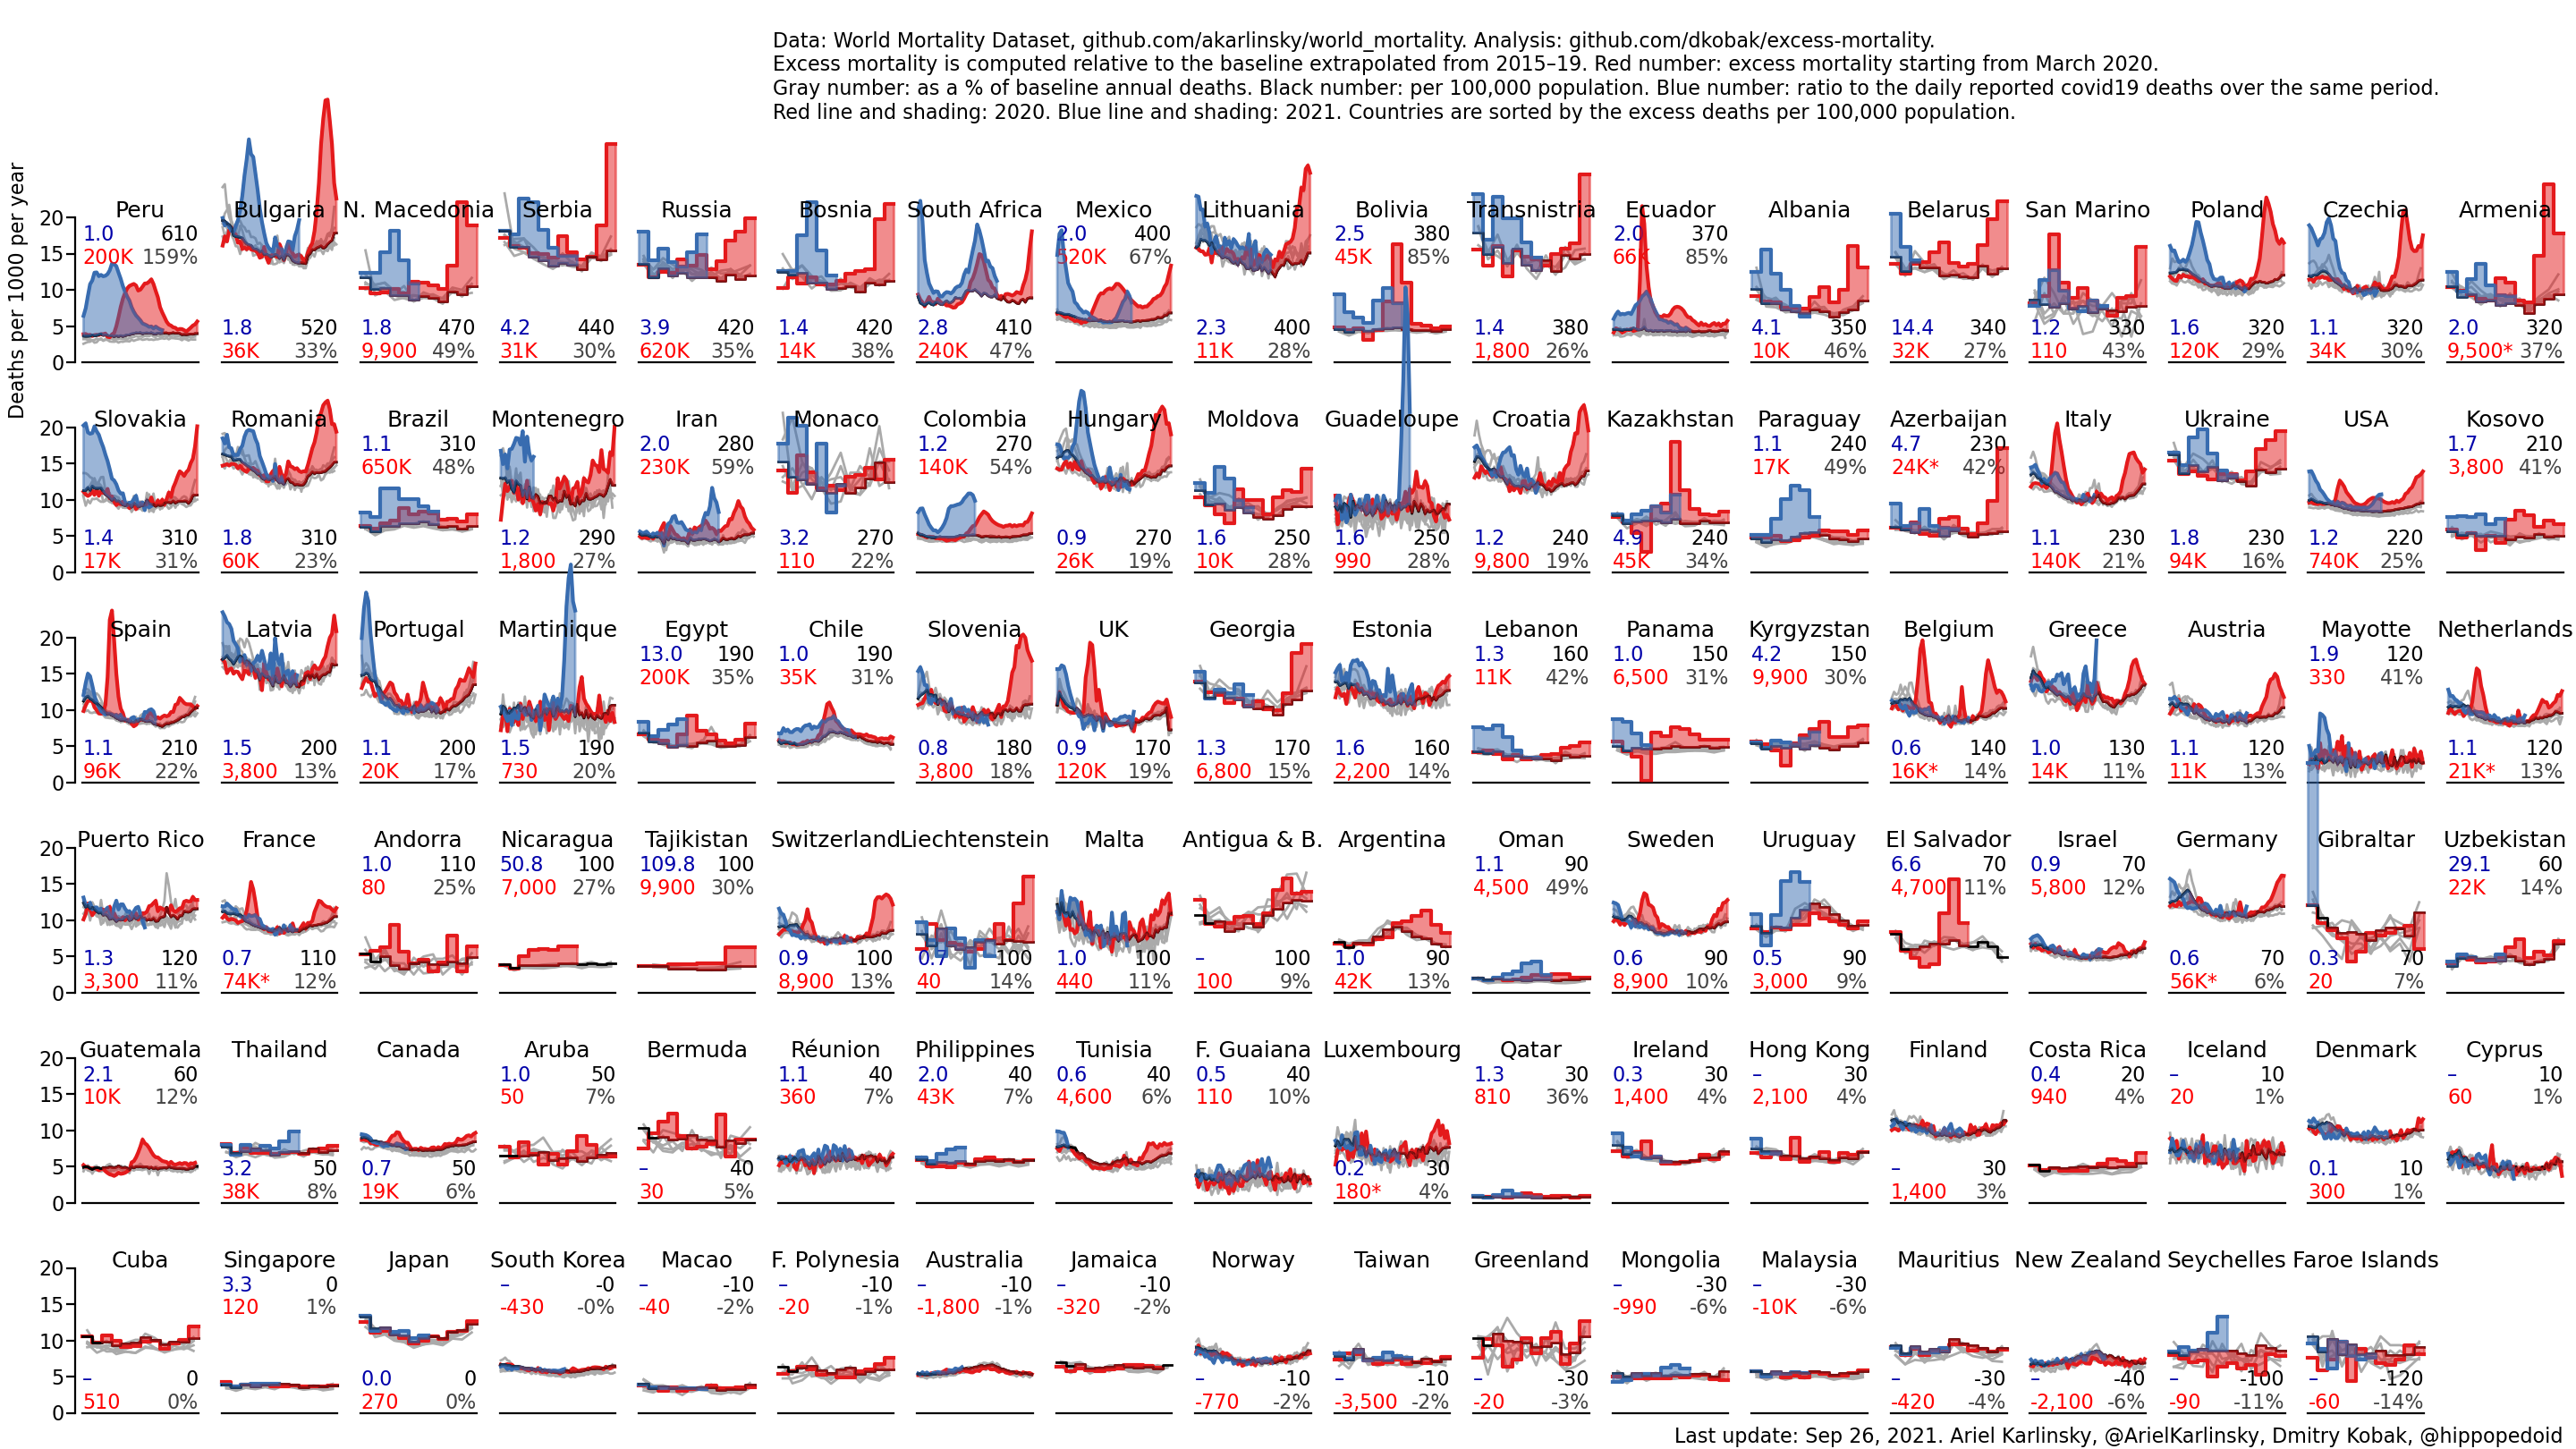 Data: World Mortality Dataset, github.com/akarlinsky/world_mortality. Analysis: github.com/dkobak/excess-mortality.
Excess mortality is computed relative to the baseline extrapolated from 2015–19. Red number: excess mortality starting from March 2020.
Gray number: as a % of baseline annual deaths. Black number: per 100,000 population. Blue number: ratio to the daily reported covid19 deaths over the same period.
Red line and shading: 2020. Blue line and shading: 2021. Countries are sorted by the excess deaths per 100,000 population.
Deaths per 1000 per year
20 15 10 5 0
Peru 1.0 610 200K 159%
Bulgaria 1.8 520 36K 33%
N. Macedonia 1.8 470 9,900 49%
Serbia 4.2 440 31K 30%
Russia 3.9 420 620K 35%
Bosnia 1.4 420 14K 38%
South Africa 2.8 410 240K 47%
Mexico 2.0 400 520K 67%
Lithuania 2.3 400 11K 28%
Bolivia 2.5 380 45K 85%
Transnistria 1.4 380 1,800 26%
Ecuador 2.0 370 66K 85%
Albania 4.1 350 10K 46%
Belarus 14.4 340 32K 27%
San Marino 1.2 330 110 43%
Poland 1.6 320 120K 29%
Czechia 1.1 320 34K 30%
Armenia 2.0 320 9,500* 37%
20 15 10 5 0
Slovakia 1.4 310 17K 31%
Romania 1.8 310 60K 23%
Brazil 1.1 310 650K 48%
Montenegro 1.2 290 1,800 27%
Iran 2.0 280 230K 59%
Monaco 3.2 270 110 22%
Colombia 1.2 270 140K 54%
Hungary 0.9 270 26K 19%
Moldova 1.6 250 10K 28%
Guadeloupe 1.6 250 990 28%
Croatia 1.2 240 9,800 19%
Kazakhstan 4.9 240 45K 34%
Paraguay 1.1 240 17K 49%
Azerbaijan 4.7 230 24K* 42%
Italy 1.1 230 140K 21%
Ukraine 1.8 230 94K 16%
USA 1.2 220 740K 25%
Kosovo 1.7 210 3,800 41%
20 15 10 5 0
Spain 1.1 210 96K 22%
Latvia 1.5 200 3,800 13%
Portugal 1.1 200 20K 17%
Martinique 1.5 190 730 20%
Egypt 13.0 190 200K 35%
Chile 1.0 190 35K 31%
Slovenia 0.8 180 3,800 18%
UK 0.9 170 120K 19%
Georgia 1.3 170 6,800 15%
Estonia 1.6 160 2,200 14%
Lebanon 1.3 160 11K 42%
Panama 1.0 150 6,500 31%
Kyrgyzstan 4.2 150 9,900 30%
Belgium 0.6 140 16K* 14%
Greece 1.0 130 14K 11%
Austria 1.1 120 11K 13%
Mayotte 1.9 120 330 41%
Netherlands 1.1 120 21K* 13%
20 15 10 5 0
Puerto Rico 1.3 120 3,300 11%
France 0.7 110 74K* 12%
Andorra 1.0 110 80 25%
Nicaragua 50.8 100 7,000 27%
Tajikistan 109.8 100 9,900 30%
Switzerland 0.9 100 8,900 13%
Liechtenstein 0.7 100 40 14%
Malta 1.0 100 440 11%
Antigua & B. – 100 100 9%
Argentina 1.0 90 42K 13%
Oman 1.1 90 4,500 49%
Sweden 0.6 90 8,900 10%
Uruguay 0.5 90 3,000 9%
El Salvador 6.6 70 4,700 11%
Israel 0.9 70 5,800 12%
Germany 0.6 70 56K* 6%
Gibraltar 0.3 70 20 7%
Uzbekistan 29.1 60 22K 14%
20 15 10 5 0
Guatemala 2.1 60 10K 12%
Thailand 3.2 50 38K 8%
Canada 0.7 50 19K 6%
Aruba 1.0 50 50 7%
Bermuda – 40 30 5%
Réunion 1.1 40 360 7%
Philippines 2.0 40 43K 7%
Tunisia 0.6 40 4,600 6%
F. Guaiana 0.5 40 110 10%
Luxembourg 0.2 30 180* 4%
Qatar 1.3 30 810 36%
Ireland 0.3 30 1,400 4%
Hong Kong – 30 2,100 4%
Finland – 30 1,400 3%
Costa Rica 0.4 20 940 4%
Iceland – 10 20 1%
Denmark 0.1 10 300 1%
Cyprus – 10 60 1%
20 15 10 5 0
Cuba – 0 510 0%
Singapore 3.3 0 120 1%
Japan 0.0 0 270 0%
South Korea – -0 -430 -0%
Macao – -10 -40 -2%
F. Polynesia – -10 -20 -1%
Australia – -10 -1,800 -1%
Jamaica – -10 -320 -2%
Norway – -10 -770 -2%
Taiwan – -10 -3,500 -2%
Greenland – -30 -20 -3%
Mongolia – -30 -990 -6%
Malaysia – -30 -10K -6%
Mauritius – -30 -420 -4%
New Zealand – -40 -2,100 -6%
Seychelles – -100 -90 -11%
Faroe Islands – -120 -60 -14%
Last update: Sep 26, 2021. Ariel Karlinsky, @ArielKarlinsky, Dmitry Kobak, @hippopedoid